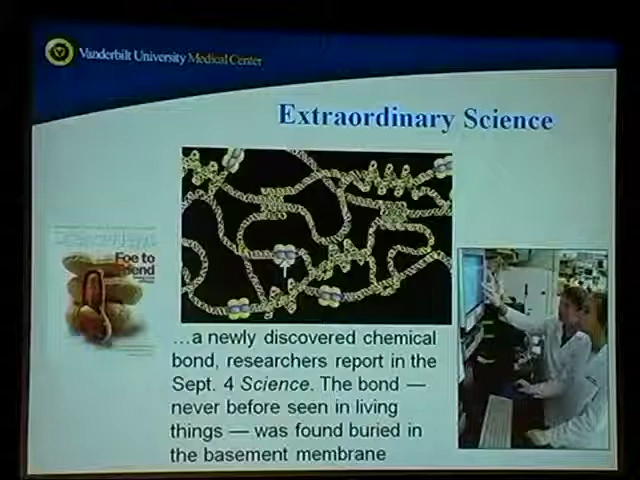 Vanderbilt University Medical Center
Extraordinary Science
Foe to
Friend
…a newly discovered chemical
bond, researchers report in the
Sept. 4 Science. The bond —
never before seen in living
things — was found buried in
the basement membrane